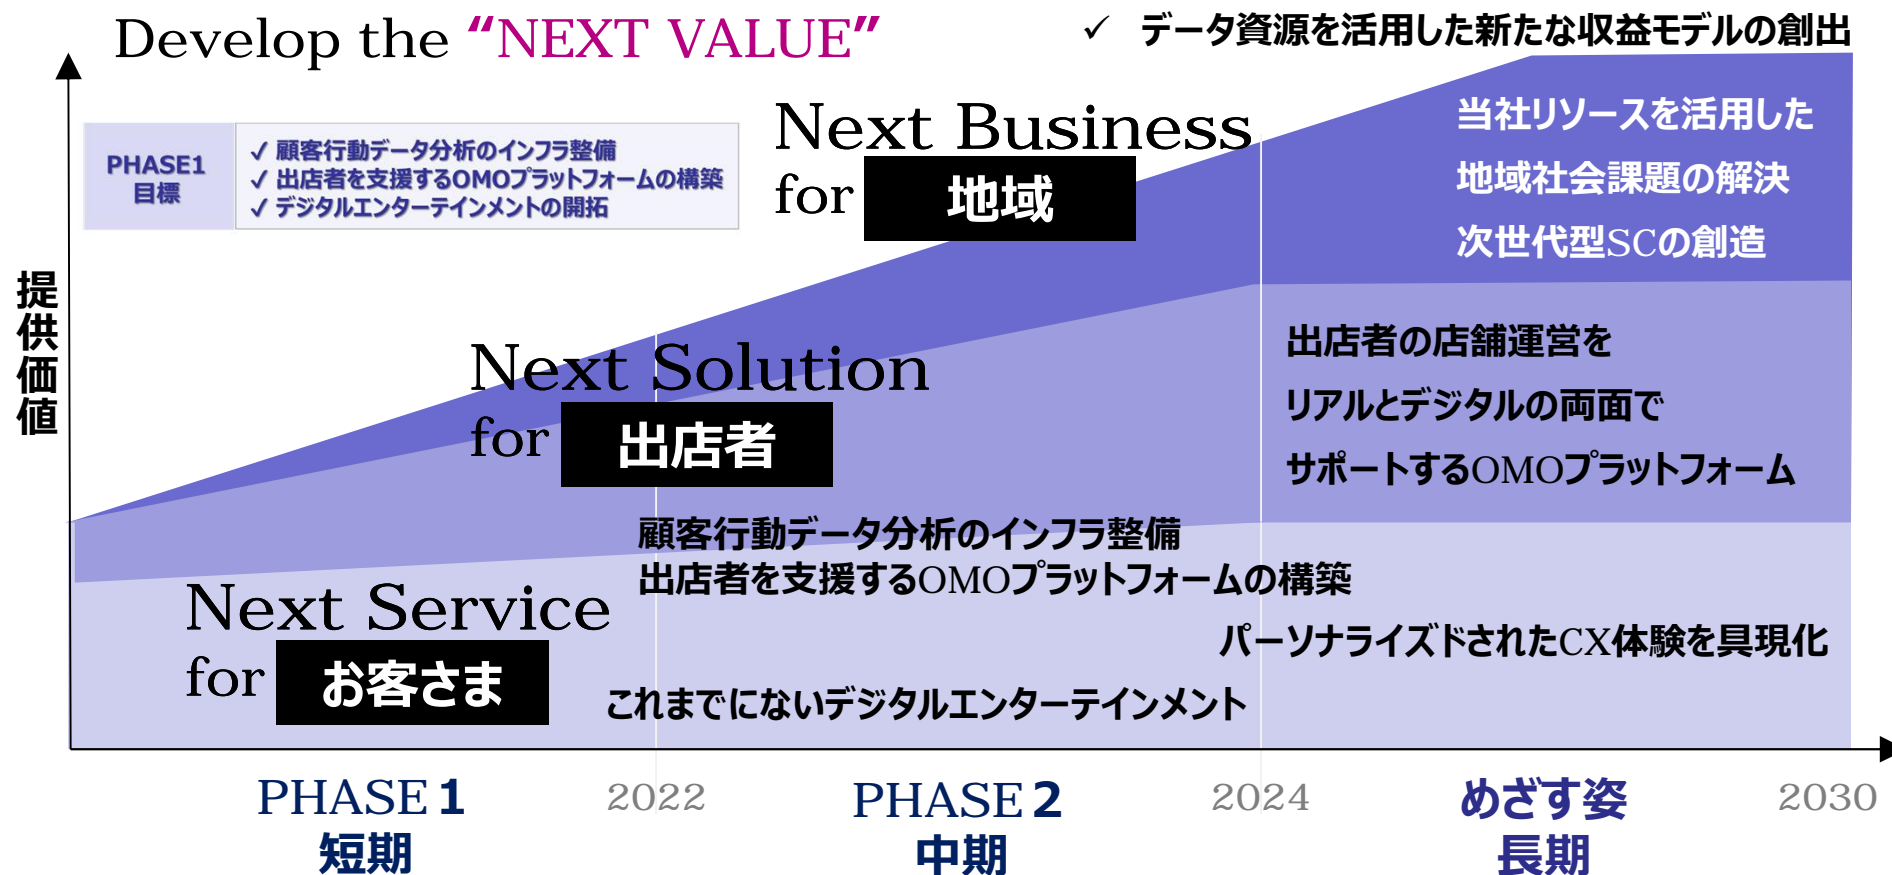 Develop the “NEXT VALUE”
✓ データ資源を活用した新たな収益モデルの創出
PHASE1
目標
✓ 顧客行動データ分析のインフラ整備
✓ 出店者を支援するOMOプラットフォームの構築
✓ デジタルエンターテインメントの開拓
Next Business
for 地域
当社リソースを活用した
地域社会課題の解決
次世代型SCの創造
提供価値
Next Solution
for 出店者
出店者の店舗運営を
リアルとデジタルの両面で
サポートするOMOプラットフォーム
顧客行動データ分析のインフラ整備
出店者を支援するOMOプラットフォームの構築
Next Service
for お客さま
パーソナライズドされたCX体験を具現化
これまでにないデジタルエンターテインメント
PHASE1
短期
2022
PHASE2
中期
2024
めざす姿
長期
2030